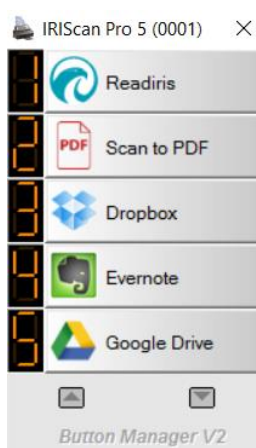 IRIScan Pro 5 (0001)
1 Readiris
2 PDF Scan to PDF
3 Dropbox
4 Evernote
5 Google Drive
Button Manager V2